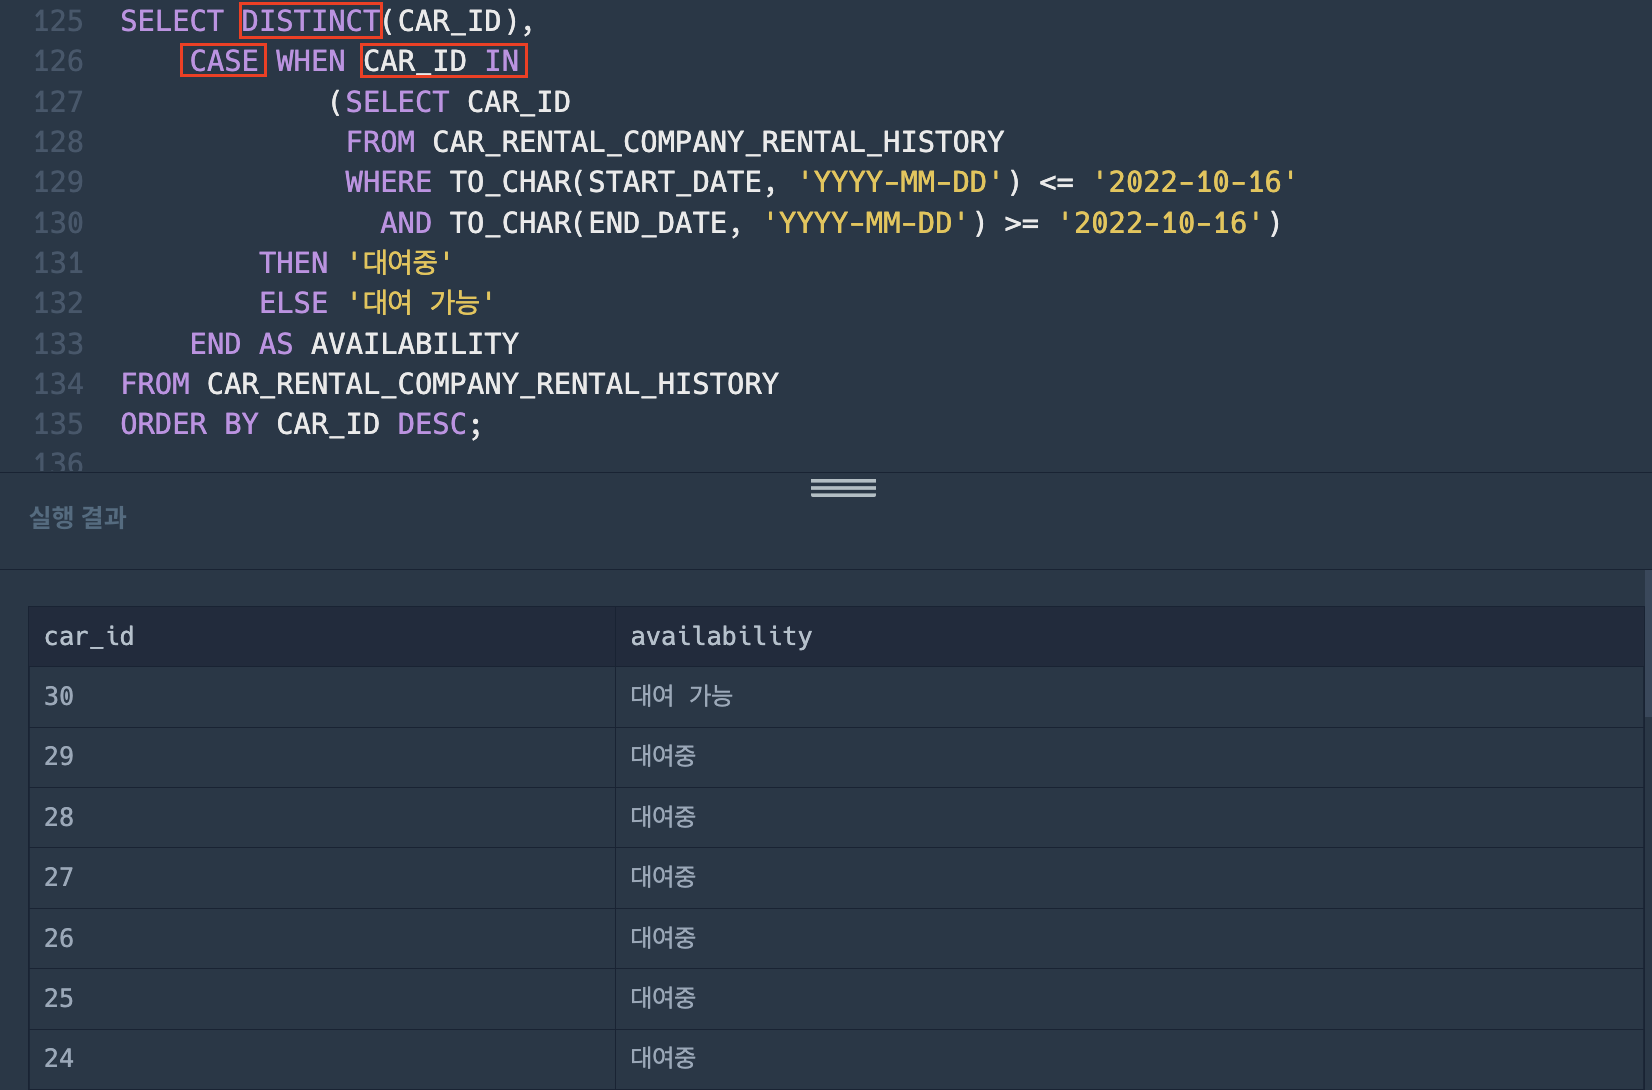 125 SELECT DISTINCT(CAR_ID),
126 CASE WHEN CAR_ID IN
127 (SELECT CAR_ID
128 FROM CAR_RENTAL_COMPANY_RENTAL_HISTORY
129 WHERE TO_CHAR(START_DATE, 'YYYY-MM-DD') <= '2022-10-16'
130 AND TO_CHAR(END_DATE, 'YYYY-MM-DD') >= '2022-10-16')
131 THEN '대여중'
132 ELSE '대여 가능'
133 END AS AVAILABILITY
134 FROM CAR_RENTAL_COMPANY_RENTAL_HISTORY
135 ORDER BY CAR_ID DESC;
136
실행 결과
car_id availability
30 대여 가능
29 대여중
28 대여중
27 대여중
26 대여중
25 대여중
24 대여중